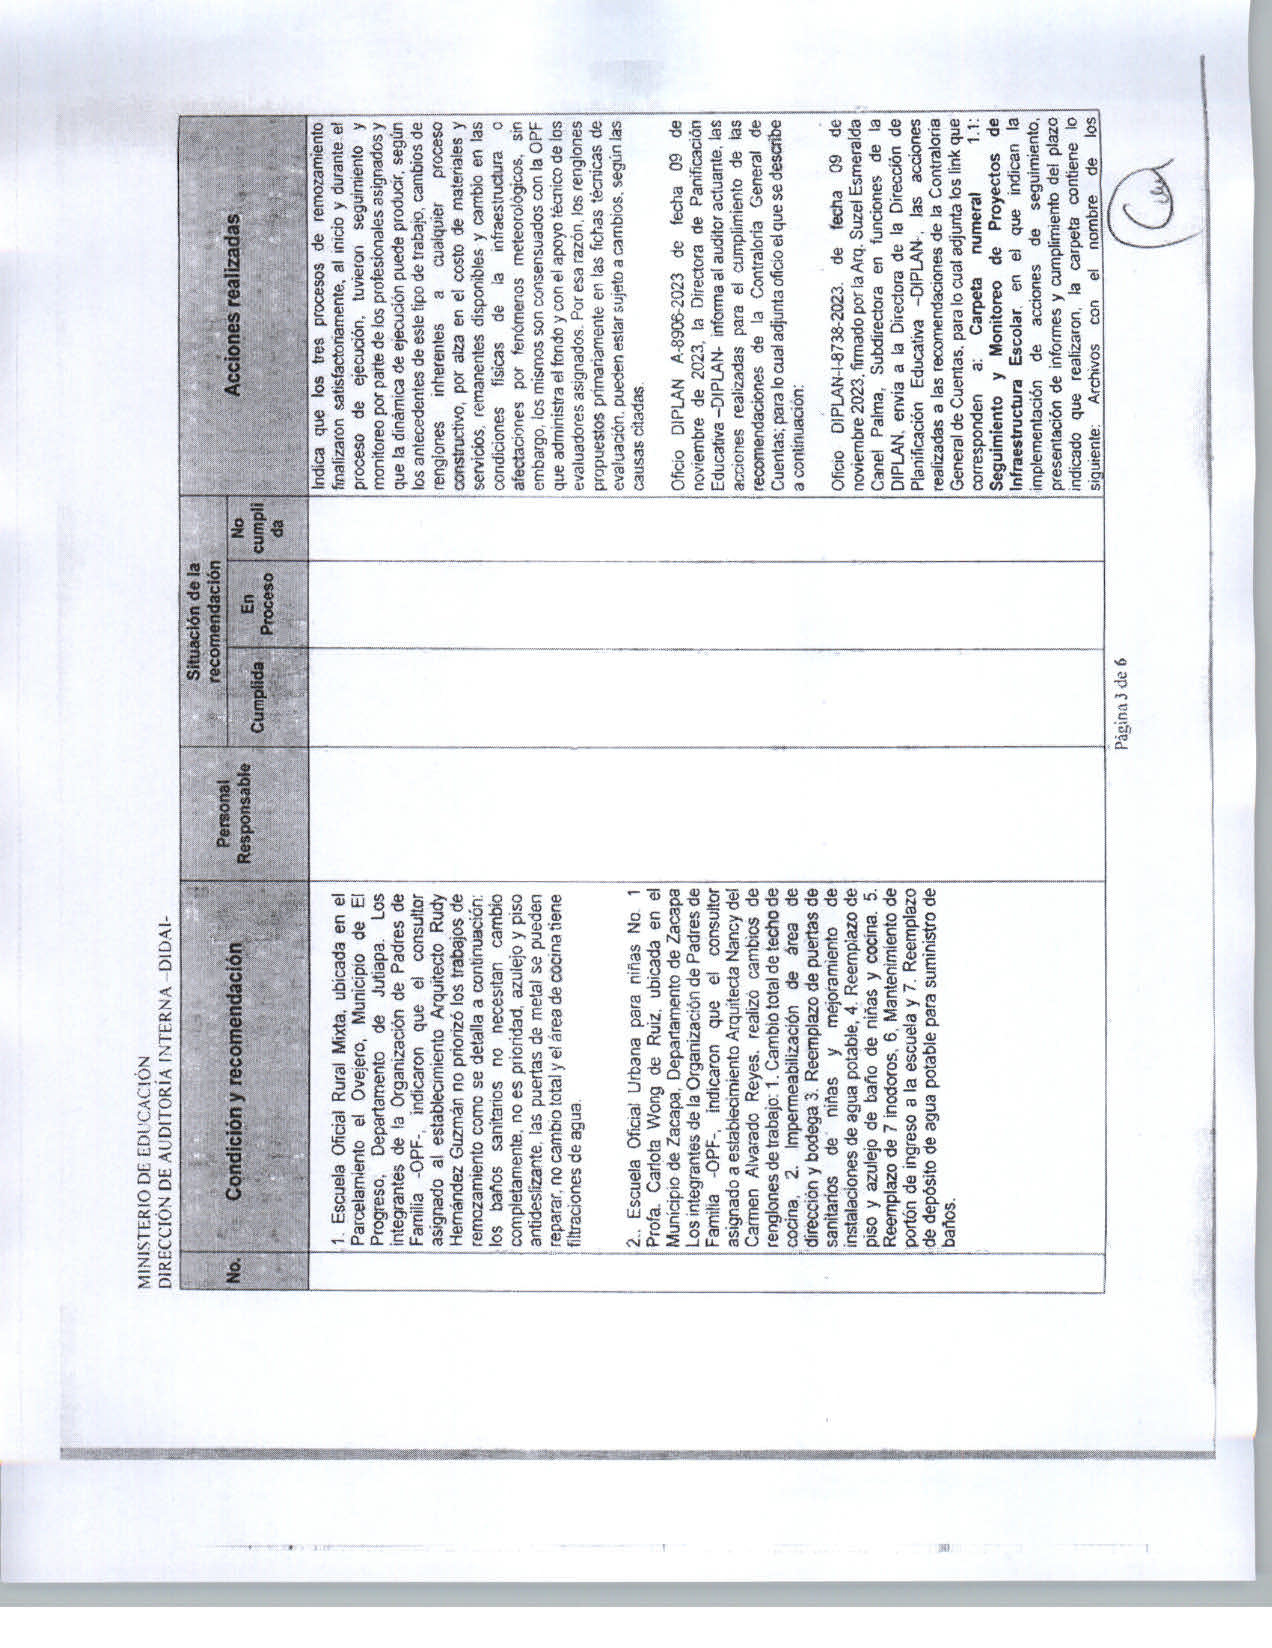 MINISTERIO DE EDUCACIÓN
DIRECCIÓN DE AUDITORÍA INTERNA –DIDAI-
No.
Condición y recomendación
Personal
Responsable
Situación de la
recomendación
Cumplida
En
Proceso
No
cumpli
da
Acciones realizadas
1. Escuela Oficial Rural Mixta, ubicada en el
Parcelamiento el Ovejero, Municipio de El
Progreso, Departamento de Jutiapa. Los
integrantes de la Organización de Padres de
Familia -OPF-, indicaron que el consultor
asignado al establecimiento Arquitecto Rudy
Hernández Guzmán no priorizó los trabajos de
remozamiento como se detalla a continuación:
los baños sanitarios no necesitan cambio
completamente, no es prioridad, azulejo y piso
antideslizante, las puertas de metal se pueden
reparar, no cambio total y el área de cocina tiene
filtraciones de agua.
2.. Escuela Oficial Urbana para niñas No. 1
Profa. Carlota Wong de Ruiz, ubicada en el
Municipio de Zacapa, Departamento de Zacapa
Los integrantes de la Organización de Padres de
Familia -OPF-, indicaron que el consultor
asignado a establecimiento Arquitecta Nancy del
Carmen Alvarado Reyes. realizó cambios de
renglones de trabajo: 1. Cambio total de techo de
cocina, 2. Impermeabilización de área de
dirección y bodega 3. Reemplazo de puertas de
sanitarios de niñas y mejoramiento de
instalaciones de agua potable, 4. Reemplazo de
piso y azulejo de baño de niñas y cocina. 5.
Reemplazo de 7 inodoros. 6, Mantenimiento de
portón de ingreso a la escuela y 7. Reemplazo
de depósito de agua potable para suministro de
baños.
Indica que los tres procesos de remozamiento
finalizaron satisfactoriamente, al inicio y durante el
proceso de ejecución, tuvieron seguimiento y
monitoreo por parte de los profesionales asignados y
que la dinámica de ejecución puede producir, según
los antecedentes de este tipo de trabajo, cambios de
renglones inherentes a cualquier proceso
constructivo, por alza en el costo de materiales y
servicios, remanentes disponibles y cambio en las
condiciones físicas de la infraestructura o
afectaciones por fenómenos meteorológicos, sin
embargo, los mismos son consensuados con la OPF
que administra el fondo y con el apoyo técnico de los
evaluadores asignados. Por esa razón, los renglones
propuestos primariamente en las fichas técnicas de
evaluación, pueden estar sujeto a cambios, según las
causas citadas.
Oficio DIPLAN A-8906-2023 de fecha 09 de
noviembre de 2023, la Directora de Panificación
Educativa –DIPLAN- informa al auditor actuante, las
acciones realizadas para el cumplimiento de las
recomendaciones de la Contraloría General de
Cuentas; para lo cual adjunta oficio el que se describe
a continuación:
Oficio DIPLAN-I-8738-2023. de fecha 09 de
noviembre 2023, firmado por la Arq. Suzel Esmeralda
Canel Palma, Subdirectora en funciones de la
DIPLAN, envía a la Directora de la Dirección de
Planificación Educativa –DIPLAN-, las acciones
realizadas a las recomendaciones de la Contraloría
General de Cuentas, para lo cual adjunta los link que
corresponden a: Carpeta numeral 1.1:
Seguimiento y Monitoreo de Proyectos de
Infraestructura Escolar, en el que indican la
implementación de acciones de seguimiento,
presentación de informes y cumplimiento del plazo
indicado que realizaron, la carpeta contiene lo
siguiente: Archivos con el nombre de los
Página 3 de 6